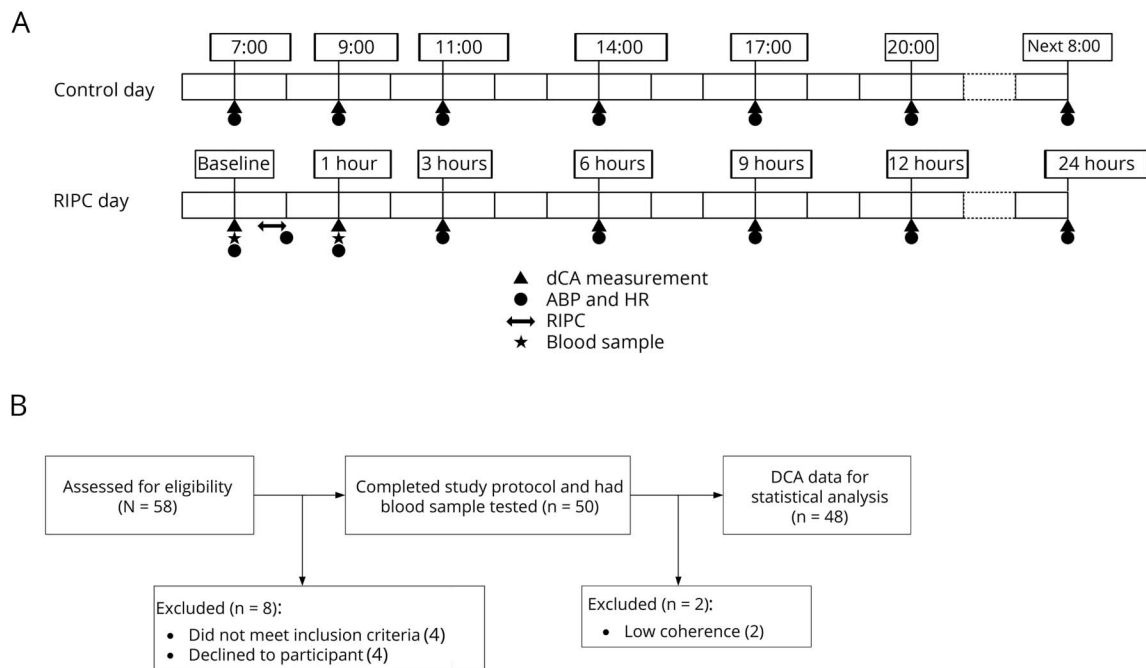 A
7:00 9:00 11:00 14:00 17:00 20:00 Next 8:00
Control day
Baseline 1 hour 3 hours 6 hours 9 hours 12 hours 24 hours
RIPC day
dCA measurement
ABP and HR
RIPC
Blood sample
B
Assessed for eligibility
(N = 58)
Completed study protocol and had
blood sample tested (n = 50)
DCA data for
statistical analysis
(n = 48)
Excluded (n = 8):
• Did not meet inclusion criteria (4)
• Declined to participant (4)
Excluded (n = 2):
• Low coherence (2)